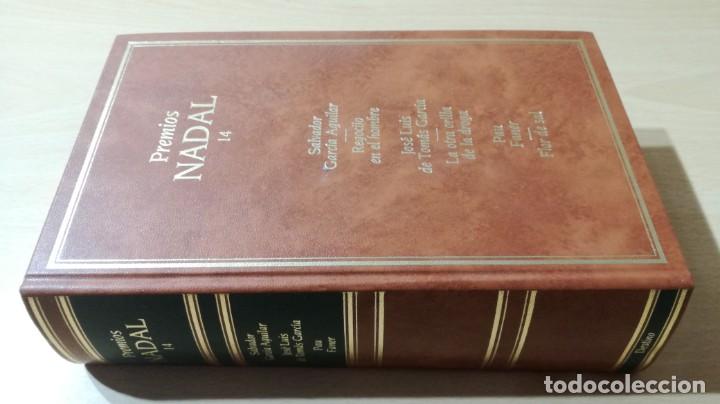 Premios
NADAL
14
Salvador
García Aguilar
Regocijo
en el hombre
José Luis
de Tomás García
La otra orilla
de la droga
Pau
Faner
Flor de sal
Premios
NADAL
14
Salvador
García Aguilar
José Luis
de Tomás García
Pau
Faner
Destino
todocoleccion.net